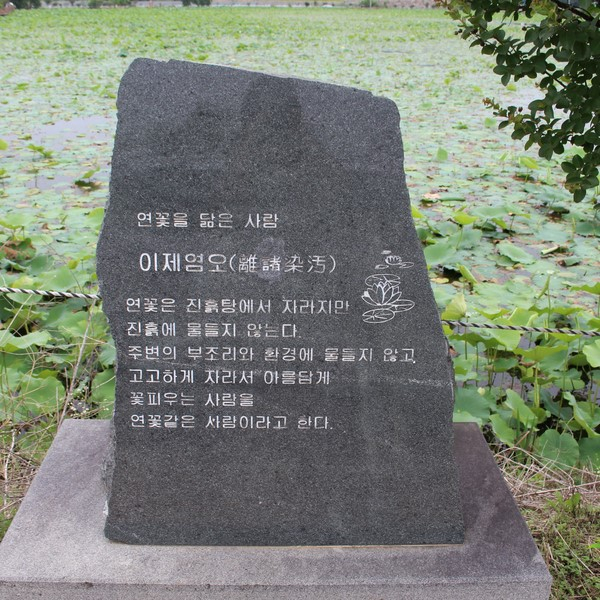 연꽃을 닮은 사람
이제염오(離諸染汚)
연꽃은 진흙탕에서 자라지만
진흙에 물들지 않는다.
주변의 부조리와 환경에 물들지 않고,
고고하게 자라서 아름답게
꽃피우는 사람을
연꽃같은 사람이라고 한다.